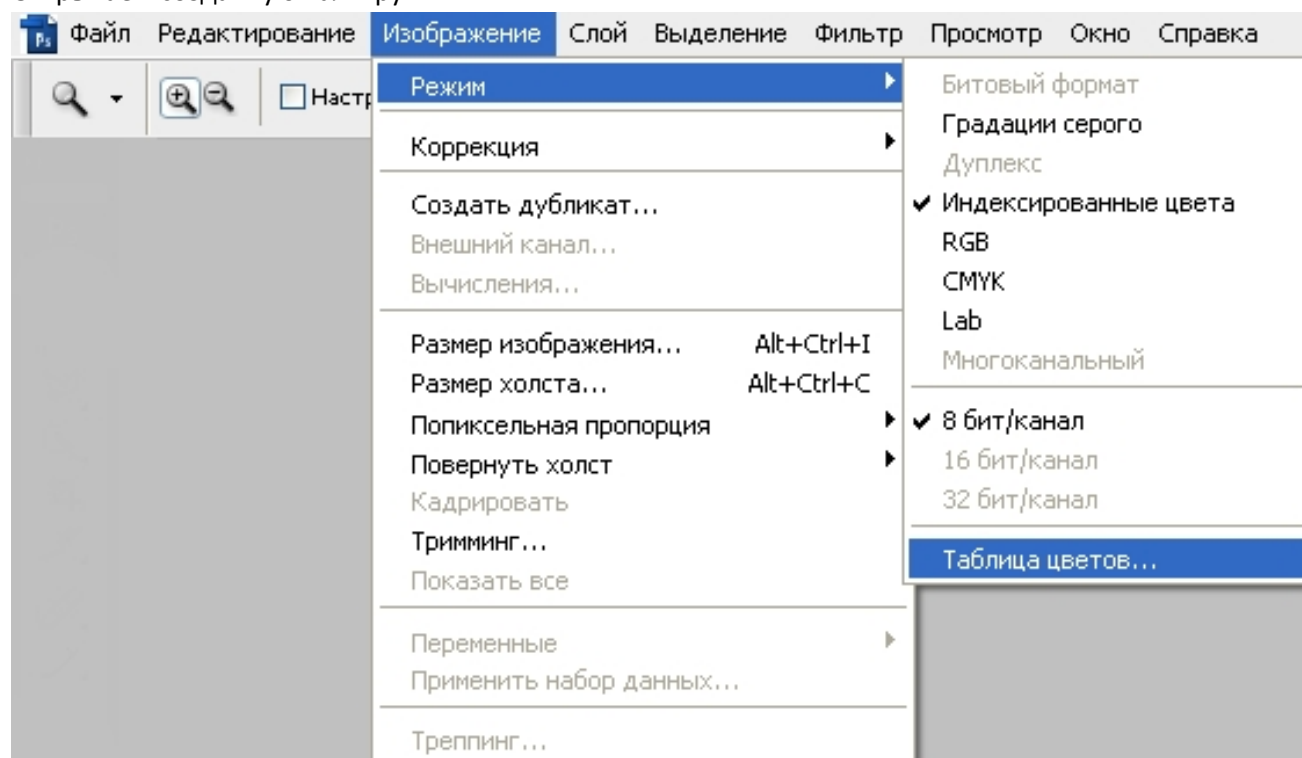 Ps Файл Редактирование Изображение Слой Выделение Фильтр Просмотр Окно Справка
Настр
Режим
Коррекция
Создать дубликат...
Внешний канал...
Вычисления...
Размер изображения... Alt+Ctrl+I
Размер холста... Alt+Ctrl+C
Попиксельная пропорция
Повернуть холст
Кадрировать
Тримминг...
Показать все
Переменные
Применить набор данных...
Треппинг...
Битовый формат
Градации серого
Дуплекс
Индексированные цвета
RGB
CMYK
Lab
Многоканальный
8 бит/канал
16 бит/канал
32 бит/канал
Таблица цветов...